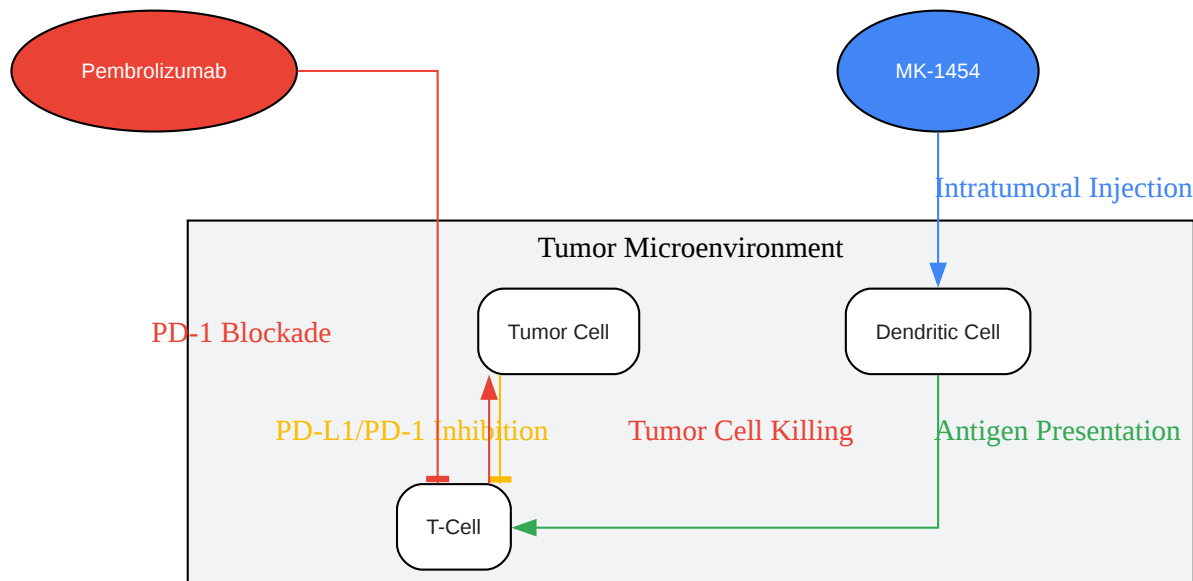 Pembrolizumab
MK-1454
Intratumoral Injection
Tumor Microenvironment
PD-1 Blockade
Tumor Cell
Dendritic Cell
PD-L1/PD-1 Inhibition
Tumor Cell Killing
Antigen Presentation
T-Cell